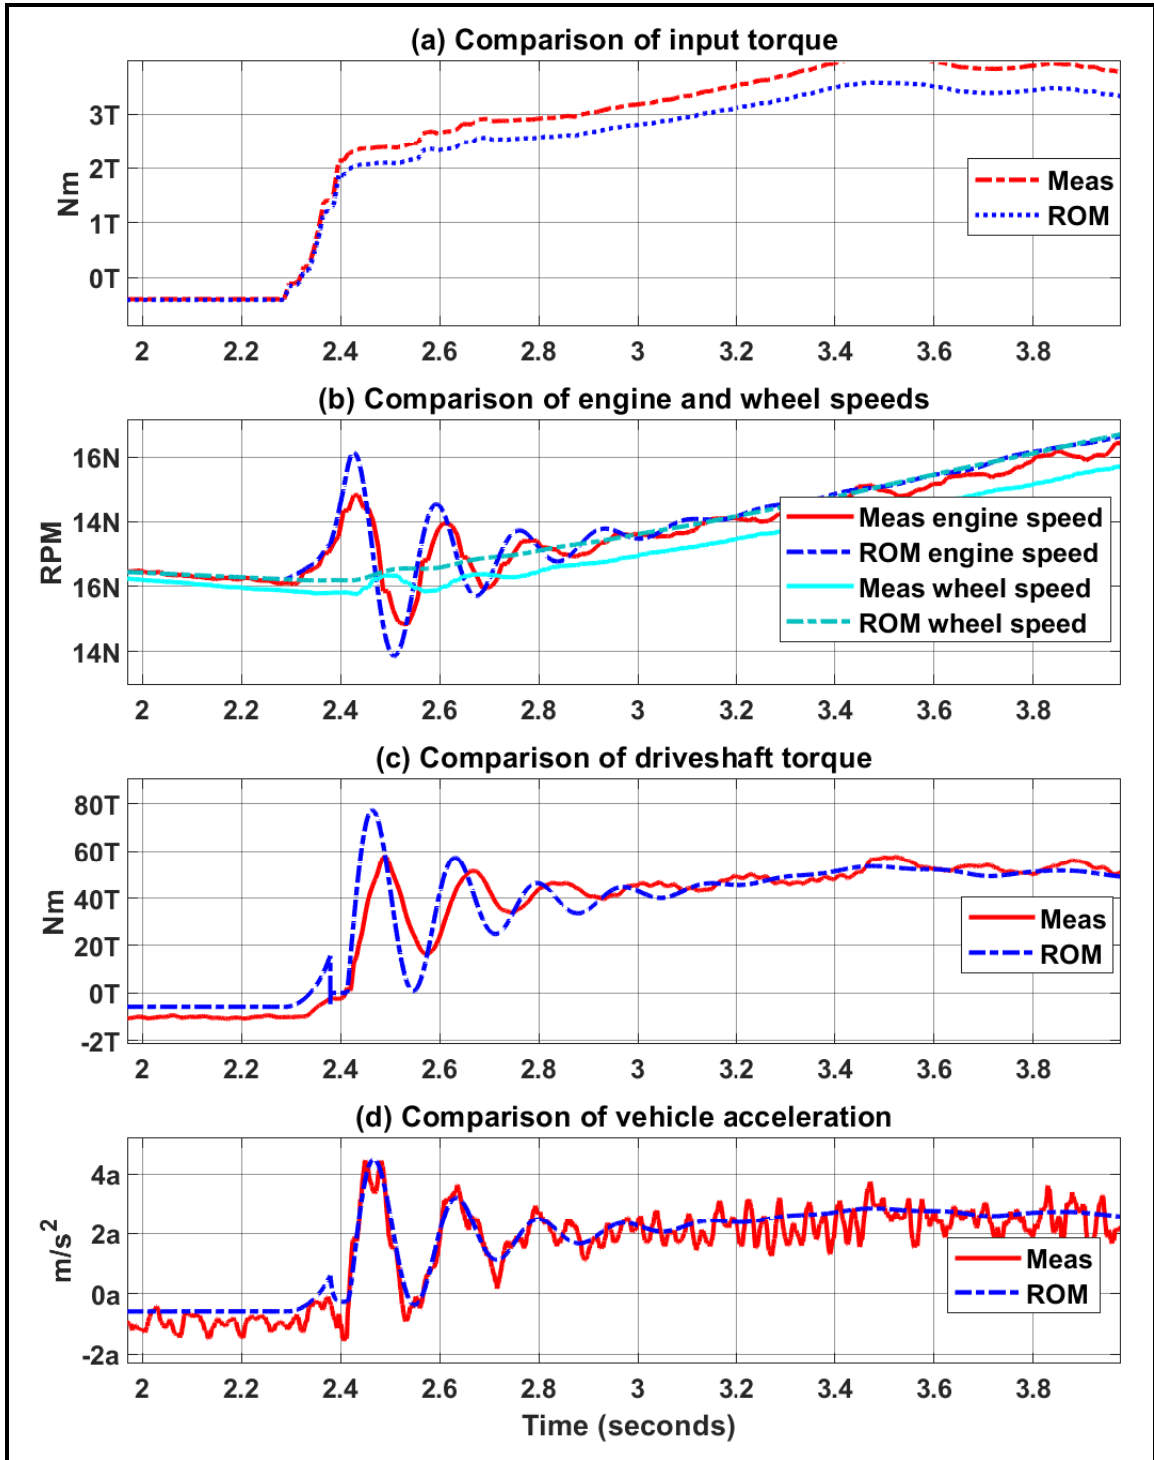 (a) Comparison of input torque
3T
2T
1T
0T
Nm
Meas
ROM
2 2.2 2.4 2.6 2.8 3 3.2 3.4 3.6 3.8
(b) Comparison of engine and wheel speeds
16N
14N
16N
14N
RPM
Meas engine speed
ROM engine speed
Meas wheel speed
ROM wheel speed
2 2.2 2.4 2.6 2.8 3 3.2 3.4 3.6 3.8
(c) Comparison of driveshaft torque
80T
60T
40T
20T
0T
-2T
Nm
Meas
ROM
2 2.2 2.4 2.6 2.8 3 3.2 3.4 3.6 3.8
(d) Comparison of vehicle acceleration
4a
2a
0a
-2a
m/s²
Meas
ROM
2 2.2 2.4 2.6 2.8 3 3.2 3.4 3.6 3.8
Time (seconds)